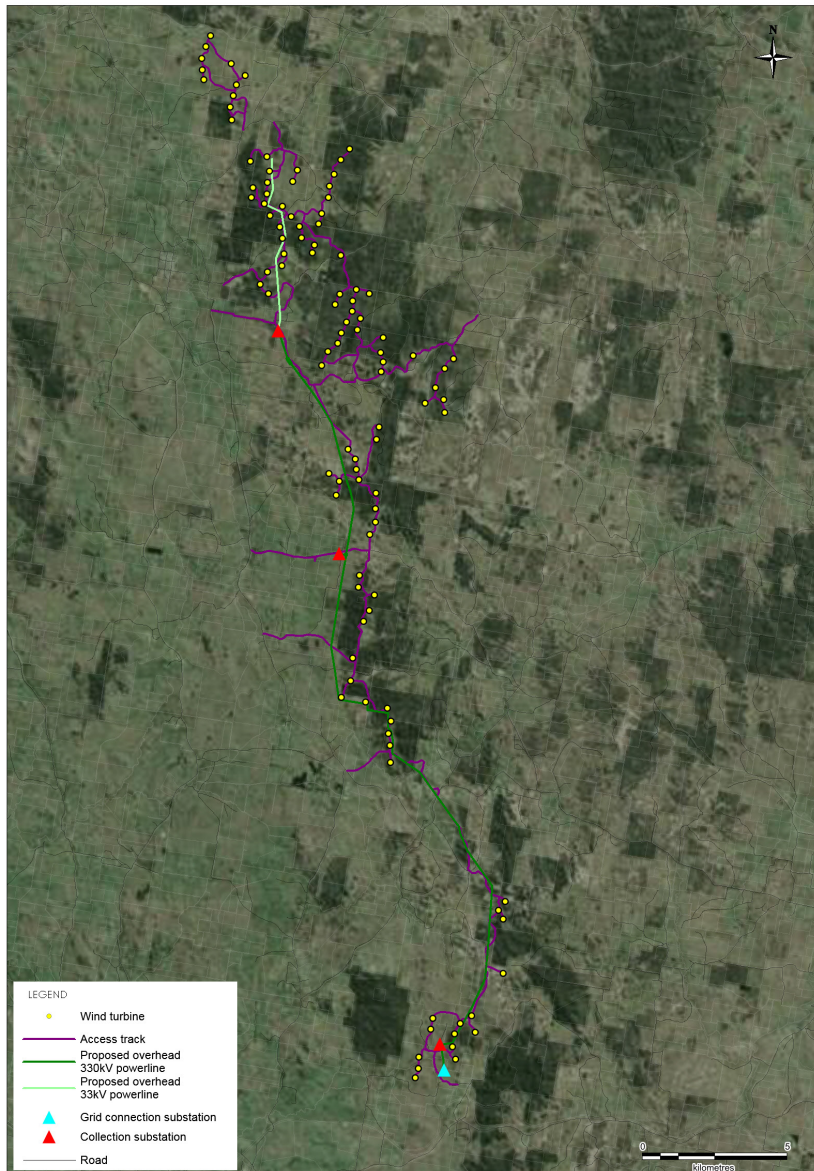 N
LEGEND
Wind turbine
Access track
Proposed overhead
330kV powerline
Proposed overhead
33kV powerline
Grid connection substation
Collection substation
Road
0 5
kilometres